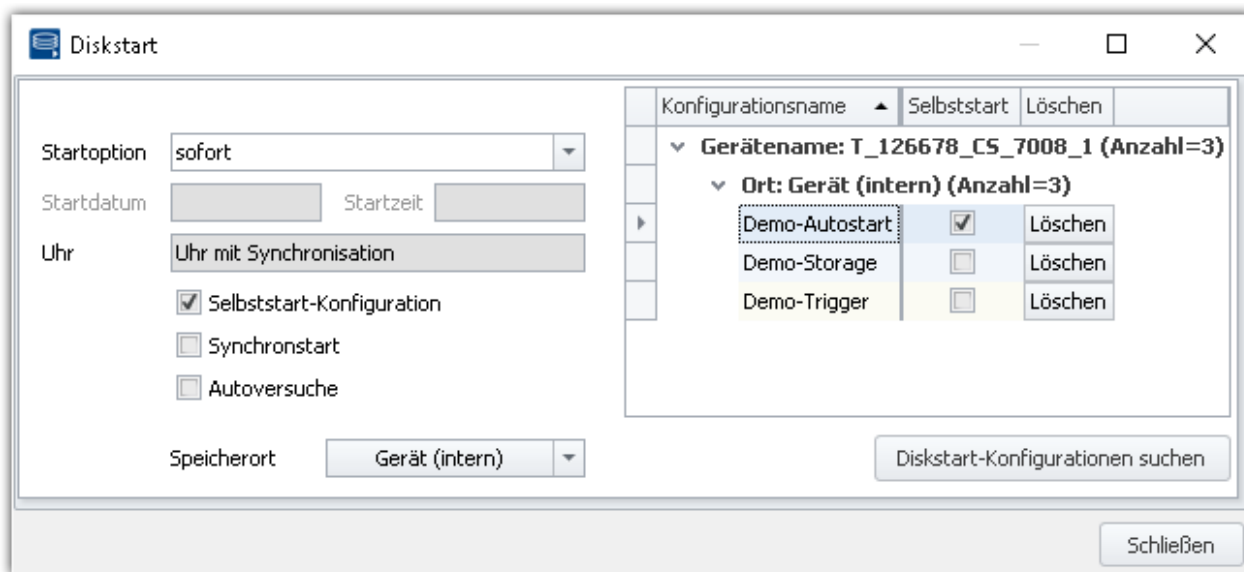 Diskstart
Startoption sofort
Startdatum Startzeit
Uhr Uhr mit Synchronisation
Selbststart-Konfiguration
Synchronstart
Autoversuche
Speicherort Gerät (intern)
Konfigurationsname Selbststart Löschen
Gerätename: T_126678_CS_7008_1 (Anzahl=3)
Ort: Gerät (intern) (Anzahl=3)
Demo-Autostart Löschen
Demo-Storage Löschen
Demo-Trigger Löschen
Diskstart-Konfigurationen suchen
Schließen